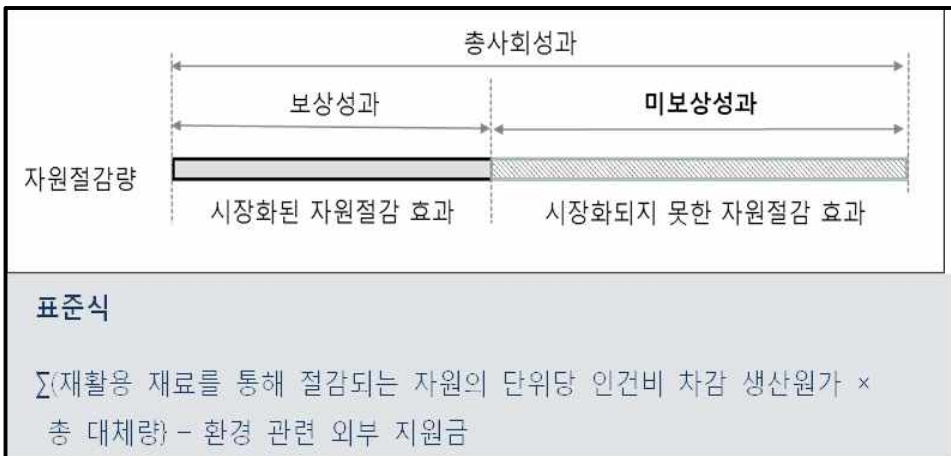 총사회성과
보상성과
미보상성과
자원절감량
시장화된 자원절감 효과
시장화되지 못한 자원절감 효과
표준식
∑(재활용 재료를 통해 절감되는 자원의 단위당 인건비 차감 생산원가 ×
총 대체량) – 환경 관련 외부 지원금